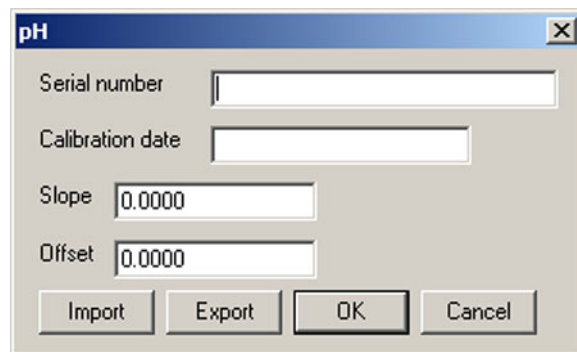 pH
Serial number
Calibration date
Slope 0.0000
Offset 0.0000
Import Export OK Cancel